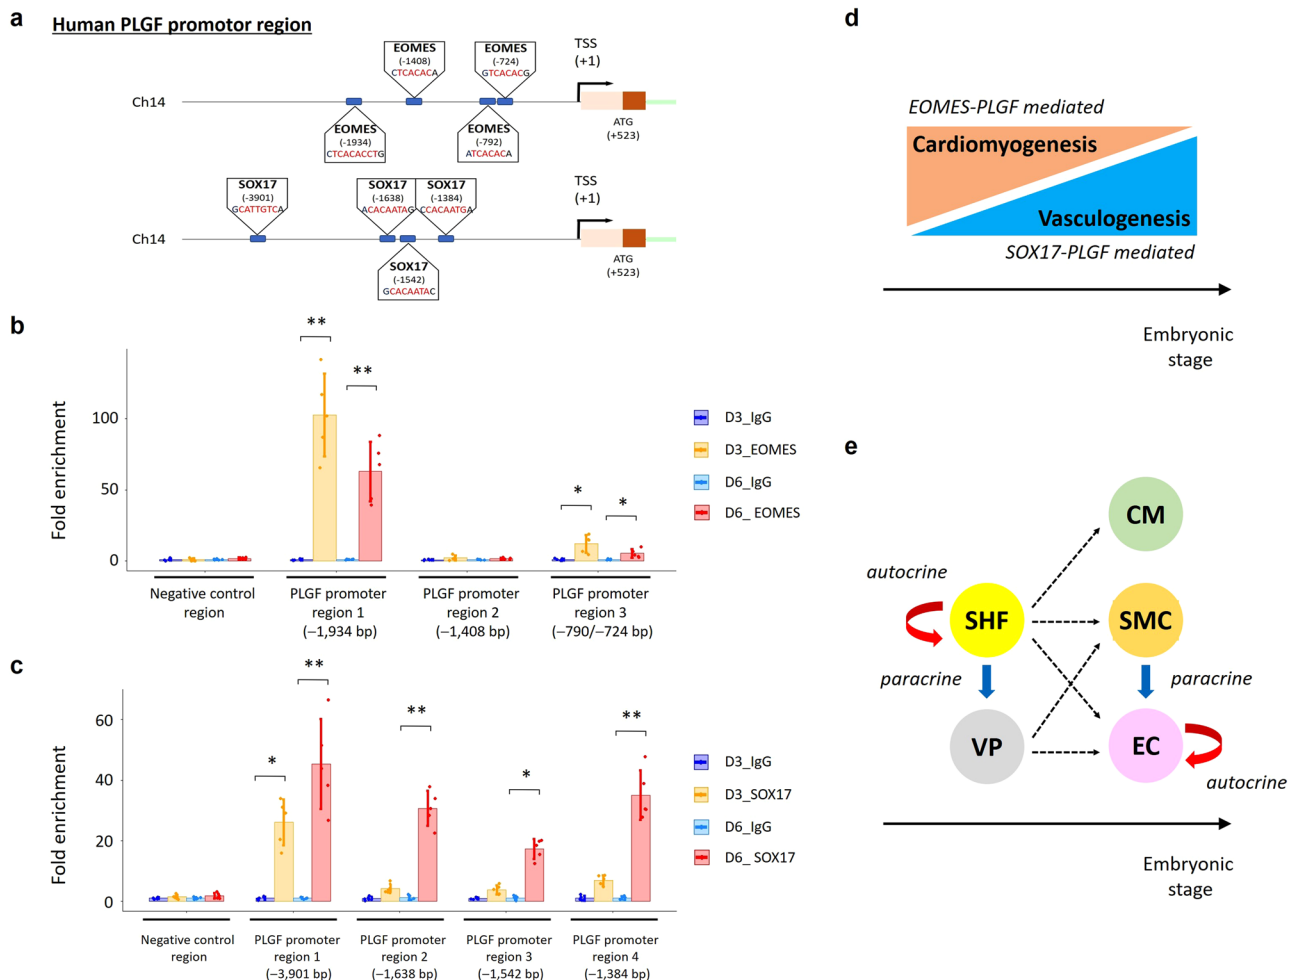 a
Human PLGF promotor region
EOMES
(-1408)
CTCACACA
EOMES
(-724)
GTCACACG
TSS
(+1)
Ch14
EOMES
(-1934)
CTCACACCTG
EOMES
(-792)
ATCACACA
ATG
(+523)
SOX17
(-3901)
GCATTGTCA
SOX17
(-1638)
ACACAATAG
SOX17
(-1384)
CCACAATGA
TSS
(+1)
Ch14
SOX17
(-1542)
GCACAATAC
ATG
(+523)
b
Fold enrichment
100
50
0
**
**
*
*
Negative control
region
PLGF promoter
region 1
(−1,934 bp)
PLGF promoter
region 2
(−1,408 bp)
PLGF promoter
region 3
(−790/−724 bp)
D3_IgG
D3_EOMES
D6_IgG
D6_ EOMES
c
Fold enrichment
60
40
20
0
*
**
**
*
**
Negative control
region
PLGF promoter
region 1
(−3,901 bp)
PLGF promoter
region 2
(−1,638 bp)
PLGF promoter
region 3
(−1,542 bp)
PLGF promoter
region 4
(−1,384 bp)
D3_IgG
D3_SOX17
D6_IgG
D6_ SOX17
d
EOMES-PLGF mediated
Cardiomyogenesis
Vasculogenesis
SOX17-PLGF mediated
Embryonic
stage
e
CM
autocrine
SHF
SMC
paracrine
paracrine
VP
EC
autocrine
Embryonic
stage